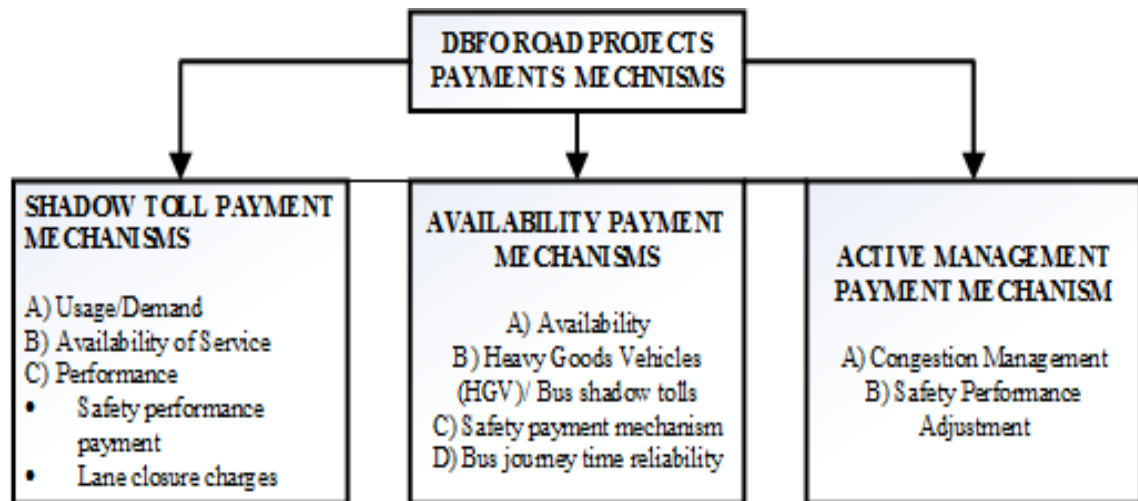 DBFO ROAD PROJECTS
PAYMENTS MECHNISMS
SHADOW TOLL PAYMENT
MECHANISMS
A) Usage/Demand
B) Availability of Service
C) Performance
• Safety performance
payment
• Lane closure charges
AVAILABILITY PAYMENT
MECHANISMS
A) Availability
B) Heavy Goods Vehicles
(HGV)/ Bus shadow tolls
C) Safety payment mechanism
D) Bus journey time reliability
ACTIVE MANAGEMENT
PAYMENT MECHANISM
A) Congestion Management
B) Safety Performance
Adjustment